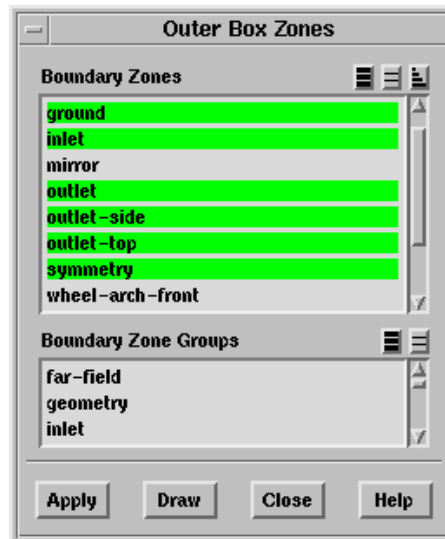 Outer Box Zones
Boundary Zones
ground
inlet
mirror
outlet
outlet-side
outlet-top
symmetry
wheel-arch-front
Boundary Zone Groups
far-field
geometry
inlet
Apply Draw Close Help